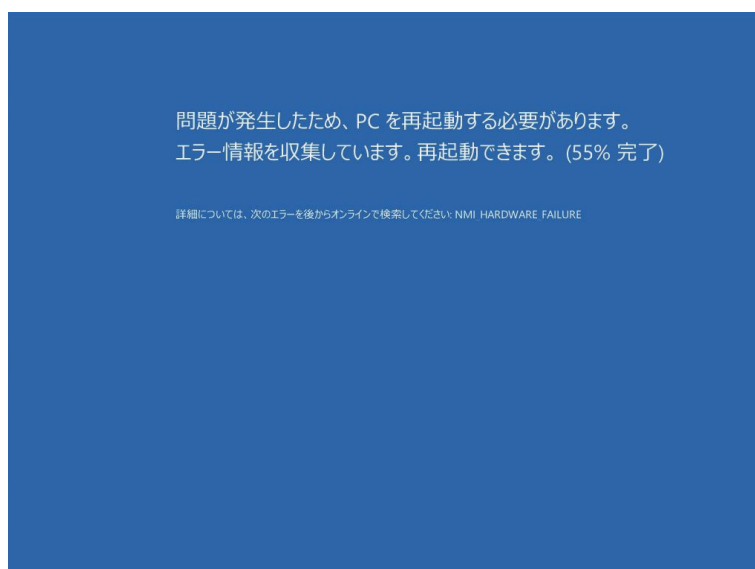 問題が発生したため、PC を再起動する必要があります。
エラー情報を収集しています。再起動できます。 (55% 完了)
詳細については、次のエラーを後からオンラインで検索してください: NMI HARDWARE FAILURE